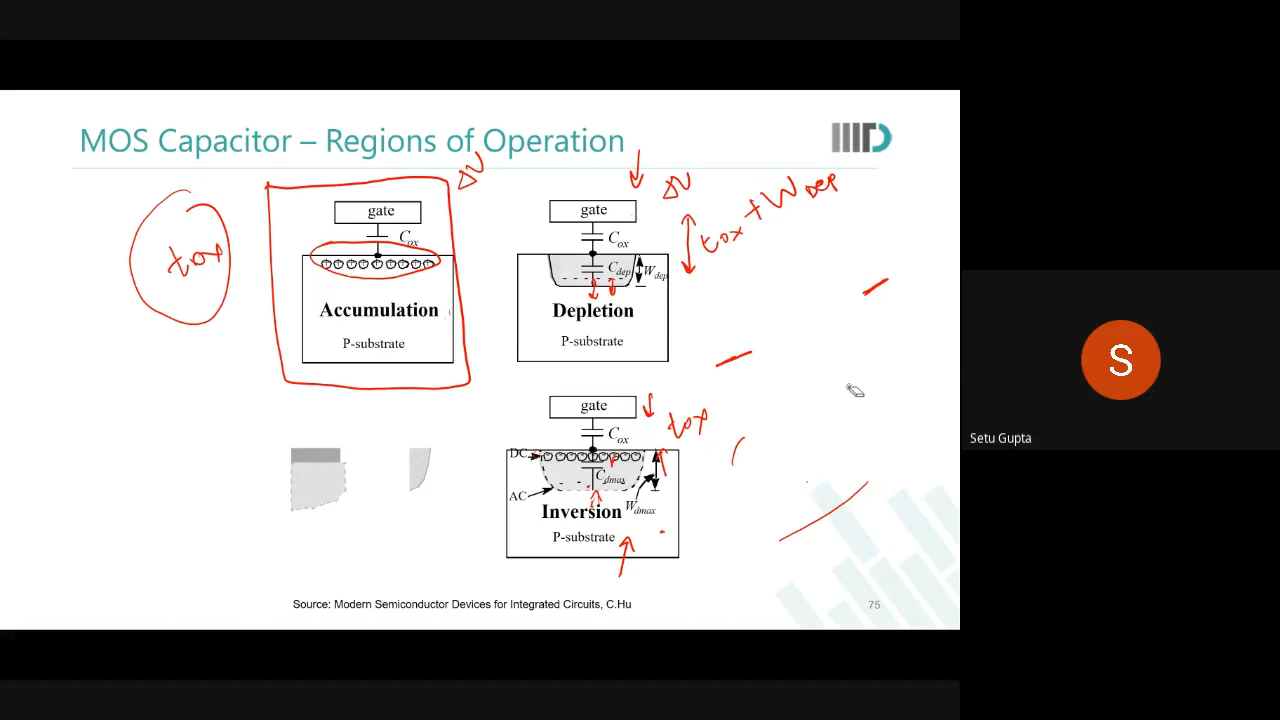 MOS Capacitor – Regions of Operation
ΔV
gate
Cox
tox
Accumulation
P-substrate
ΔV
gate
Cox
tox + WDep
Cdep
Wdep
Depletion
P-substrate
gate
tox
Cox
DC
Cdmax
AC
Wdmax
Inversion
P-substrate
Source: Modern Semiconductor Devices for Integrated Circuits, C.Hu
75
S
Setu Gupta